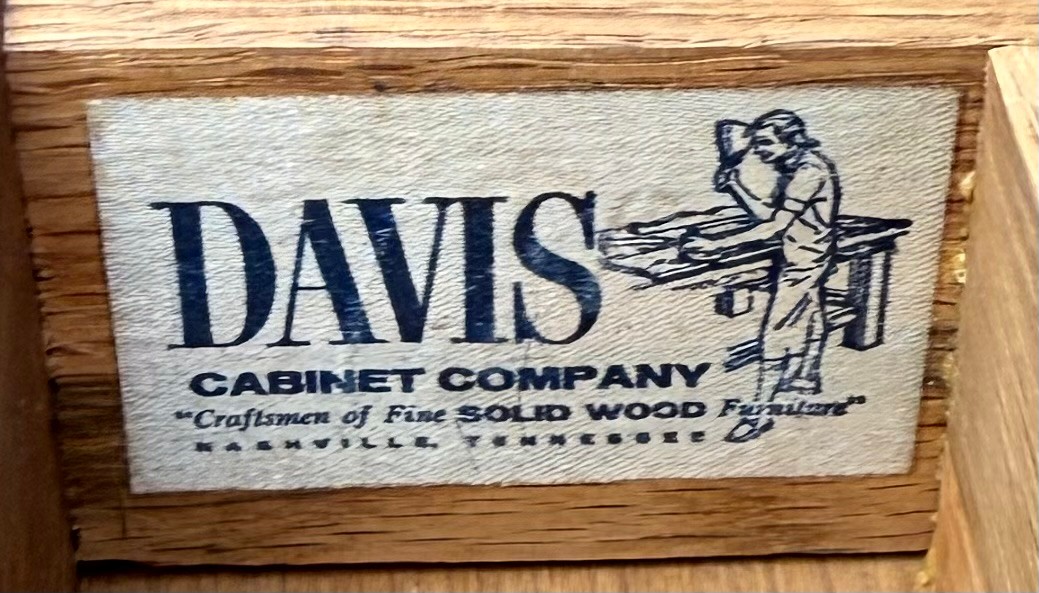 DAVIS
CABINET COMPANY
"Craftsmen of Fine SOLID WOOD Furniture"
NASHVILLE, TENNESSEE